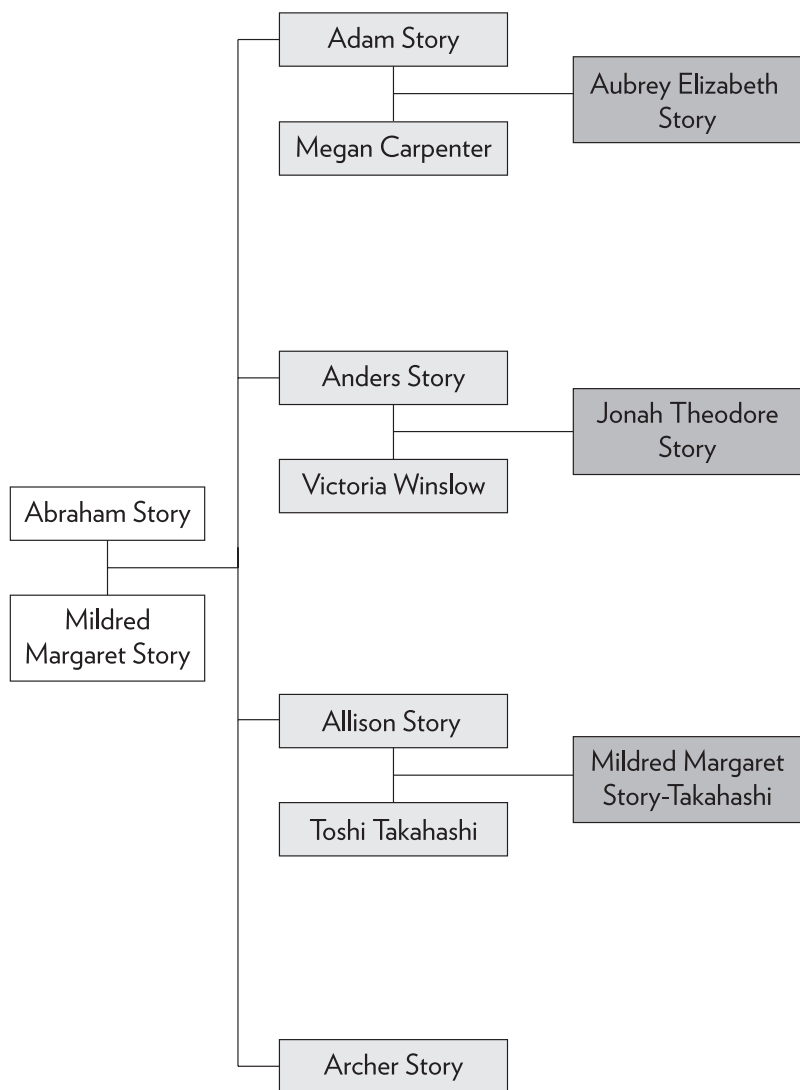 Adam Story
Megan Carpenter
Aubrey Elizabeth
Story
Anders Story
Victoria Winslow
Jonah Theodore
Story
Abraham Story
Mildred
Margaret Story
Allison Story
Toshi Takahashi
Mildred Margaret
Story-Takahashi
Archer Story